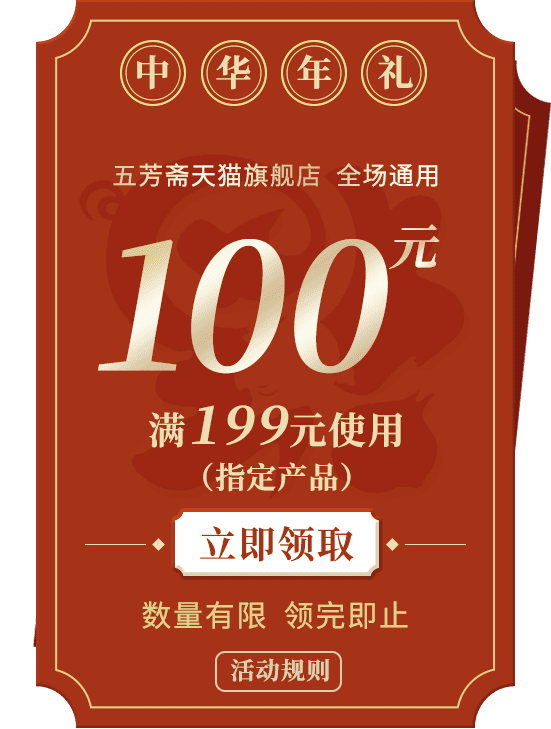 中华年礼
五芳斋天猫旗舰店 全场通用
100元
满199元使用
（指定产品）
立即领取
数量有限 领完即止
活动规则